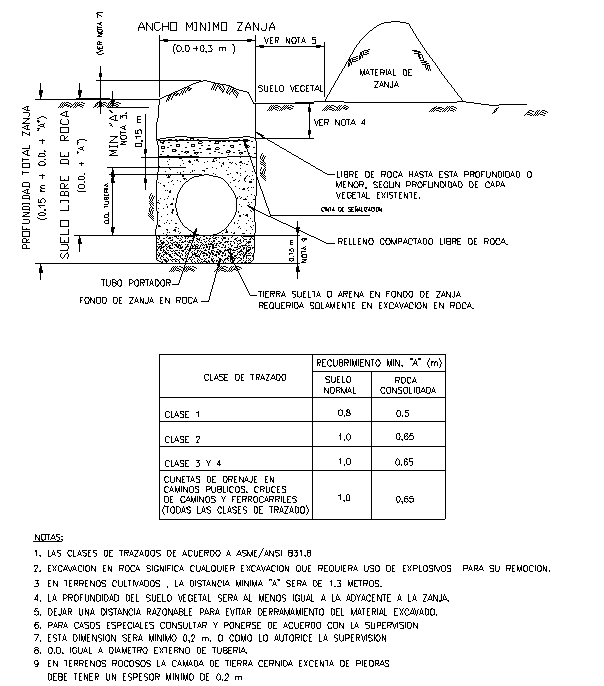 ANCHO MINIMO ZANJA
(O.D +0.3 m )
VER NOTA 5
(VER NOTA 7)
MATERIAL DE
ZANJA
SUELO VEGETAL
VER NOTA 4
PROFUNDIDAD TOTAL ZANJA
(0.15 m + O.D. + "A")
SUELO LIBRE DE ROCA
(O.D. + "A")
MIN. "A"
NOTA 3.
0.15 m
O.D. TUBERIA
LIBRE DE ROCA HASTA ESTA PROFUNDIDAD O
MENOR, SEGUN PROFUNDIDAD DE CAPA
VEGETAL EXISTENTE.
CINTA DE SEÑALIZACION
RELLENO COMPACTADO LIBRE DE ROCA.
0.15 m
NOTA 9
TUBO PORTADOR
FONDO DE ZANJA EN ROCA
TIERRA SUELTA O ARENA EN FONDO DE ZANJA
REQUERIDA SOLAMENTE EN EXCAVACION EN ROCA.
CLASE DE TRAZADO
RECUBRIMIENTO MIN. "A" (m)
SUELO
NORMAL
ROCA
CONSOLIDADA
CLASE 1
0.8
0.5
CLASE 2
1.0
0.65
CLASE 3 Y 4
1.0
0.65
CUNETAS DE DRENAJE EN
CAMINOS PUBLICOS, CRUCES
DE CAMINOS Y FERROCARRILES
(TODAS LAS CLASES DE TRAZADO)
1.0
0.65
NOTAS:
1. LAS CLASES DE TRAZADOS DE ACUERDO A ASME/ANSI B31.8
2. EXCAVACION EN ROCA SIGNIFICA CUALQUIER EXCAVACION QUE REQUIERA USO DE EXPLOSIVOS PARA SU REMOCION.
3 EN TERRENOS CULTIVADOS , LA DISTANCIA MINIMA "A" SERA DE 1.3 METROS.
4. LA PROFUNDIDAD DEL SUELO VEGETAL SERA AL MENOS IGUAL A LA ADYACENTE A LA ZANJA.
5. DEJAR UNA DISTANCIA RAZONABLE PARA EVITAR DERRAMAMIENTO DEL MATERIAL EXCAVADO.
6. PARA CASOS ESPECIALES CONSULTAR Y PONERSE DE ACUERDO CON LA SUPERVISION
7. ESTA DIMENSION SERA MINIMO 0.2 m. O COMO LO AUTORICE LA SUPERVISION
8. O.D. IGUAL A DIAMETRO EXTERNO DE TUBERIA.
9 EN TERRENOS ROCOSOS LA CAMADA DE TIERRA CERNIDA EXCENTA DE PIEDRAS
DEBE TENER UN ESPESOR MINIMO DE 0.2 m